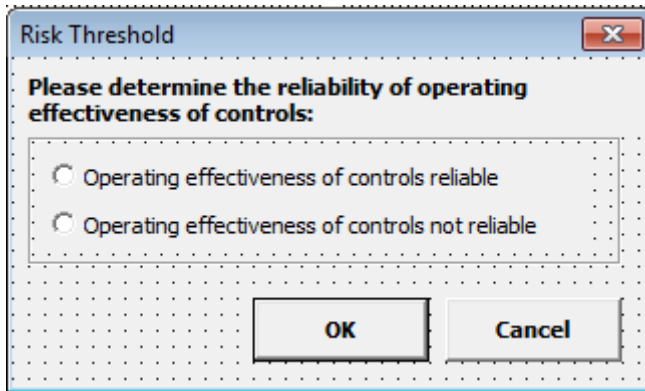 Risk Threshold
Please determine the reliability of operating
effectiveness of controls:
Operating effectiveness of controls reliable
Operating effectiveness of controls not reliable
OK
Cancel